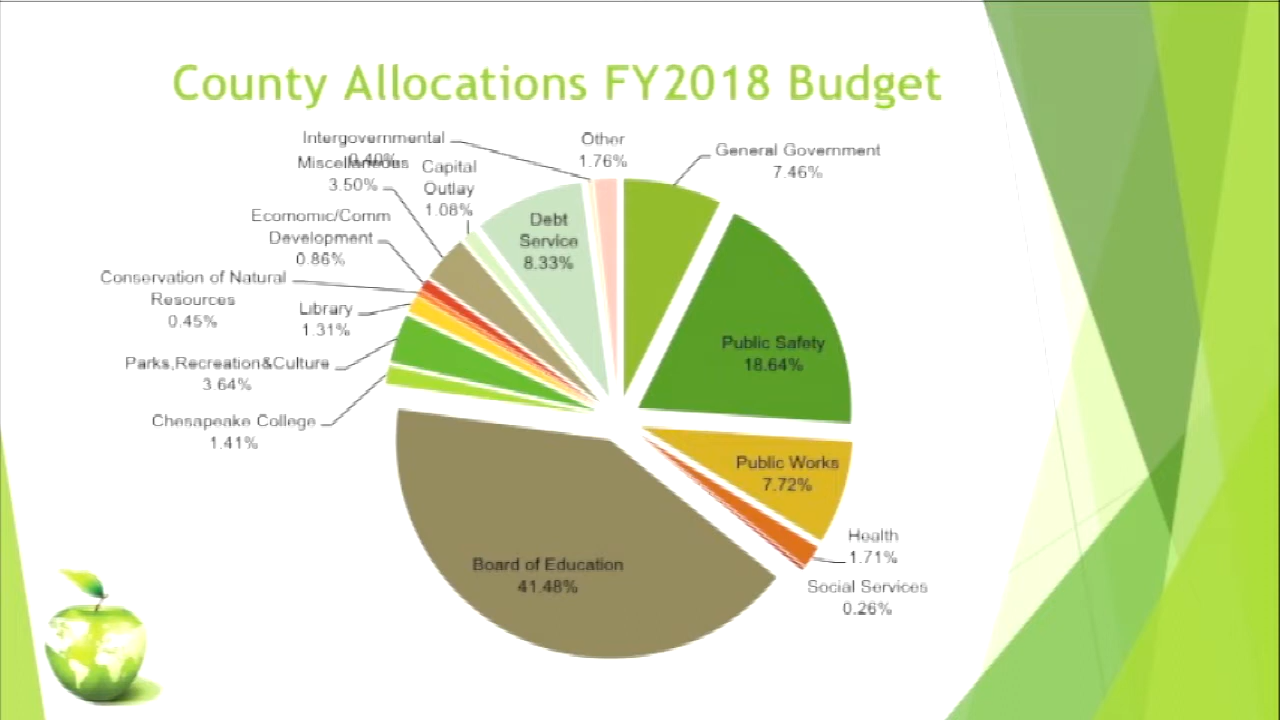 County Allocations FY2018 Budget
Intergovernmental
0.40%
Miscellaneous
3.50%
Capital
Outlay
1.08%
Other
1.76%
General Government
7.46%
Ecomomic/Comm
Development
0.86%
Debt
Service
8.33%
Conservation of Natural
Resources
0.45%
Library
1.31%
Parks,Recreation&Culture
3.64%
Chesapeake College
1.41%
Public Safety
18.64%
Public Works
7.72%
Health
1.71%
Social Services
0.26%
Board of Education
41.48%